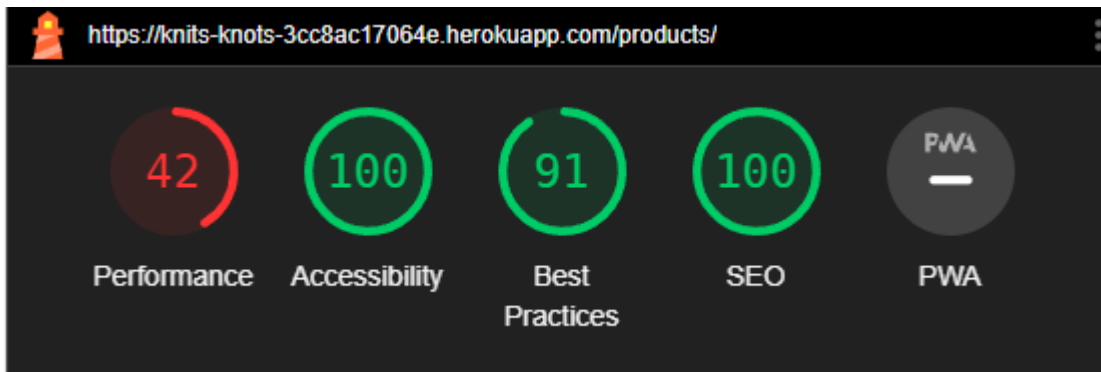 https://knits-knots-3cc8ac17064e.herokuapp.com/products/
42 100 91 100 PWA
Performance Accessibility Best SEO PWA
Practices